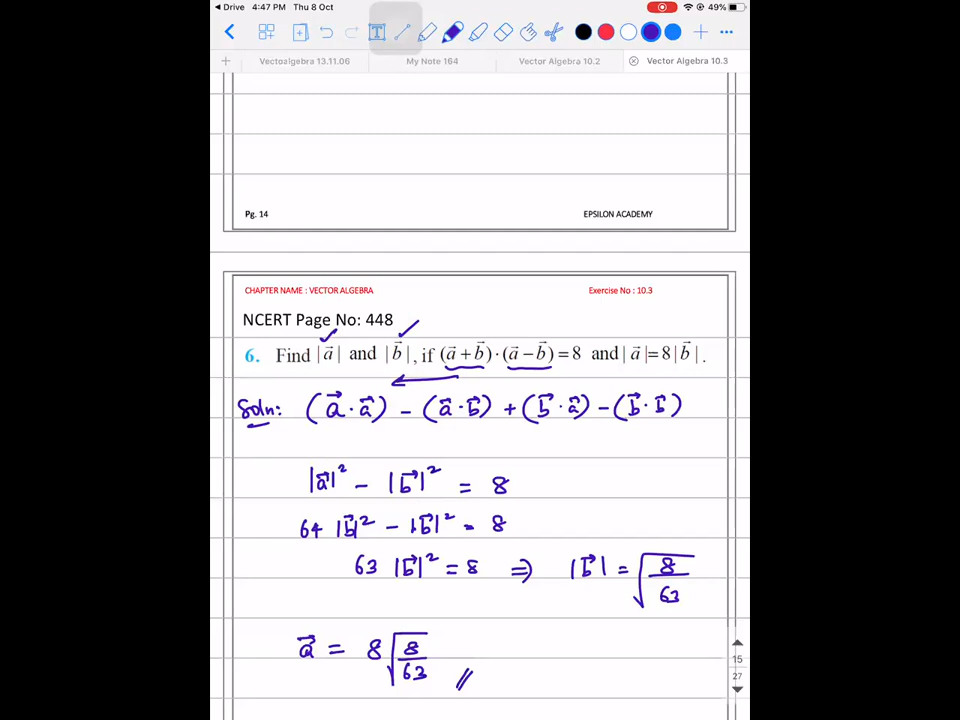 Drive 4:47 PM Thu 8 Oct 49%
T
Vectoalgebra 13.11.06 My Note 164 Vector Algebra 10.2 Vector Algebra 10.3
Pg. 14 EPSILON ACADEMY
CHAPTER NAME : VECTOR ALGEBRA Exercise No : 10.3
NCERT Page No: 448
6. Find |a⃗| and |b⃗|, if (a⃗+b⃗)·(a⃗−b⃗)=8 and |a⃗|=8|b⃗|.
Soln: (a⃗·a⃗) − (a⃗·b⃗) + (b⃗·a⃗) − (b⃗·b⃗)
|a⃗|² − |b⃗|² = 8
64 |b⃗|² − |b⃗|² = 8
63 |b⃗|² = 8 ⇒ |b⃗| = √(8/63)
a⃗ = 8√(8/63) //
15
27